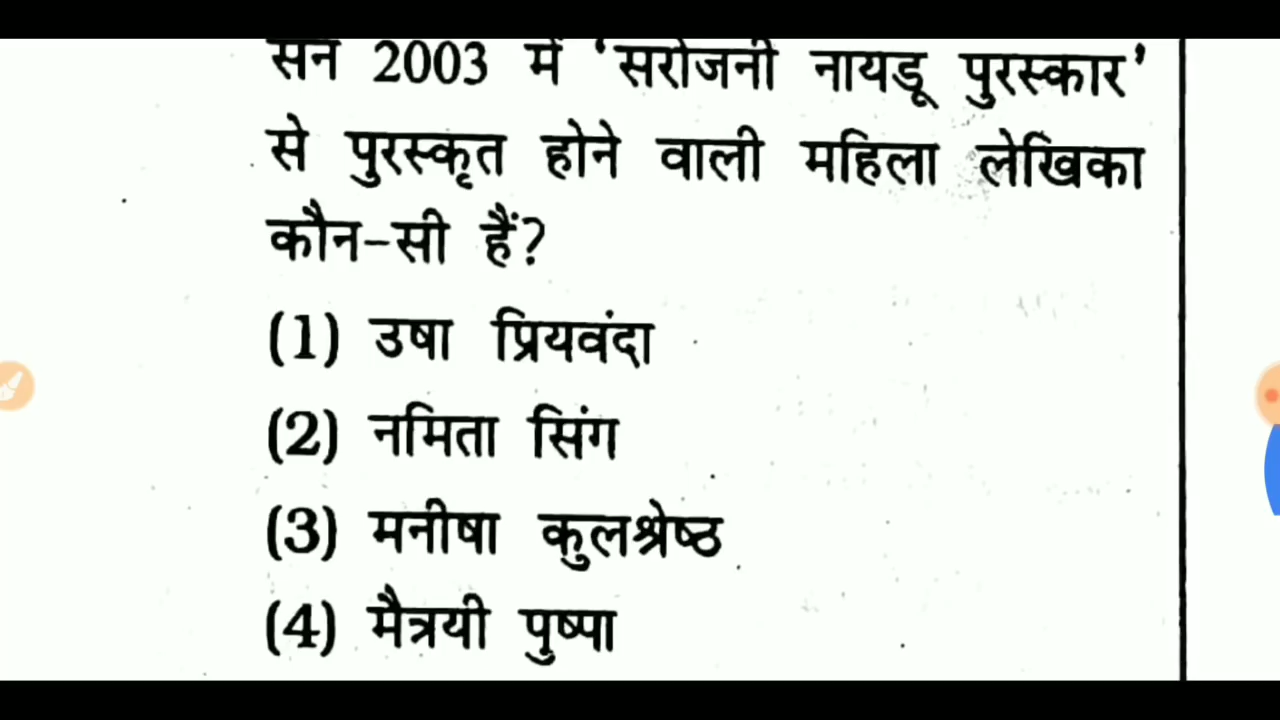 सन 2003 में 'सरोजनी नायडू पुरस्कार'
से पुरस्कृत होने वाली महिला लेखिका
कौन-सी हैं?
(1) उषा प्रियवंदा
(2) नमिता सिंग
(3) मनीषा कुलश्रेष्ठ
(4) मैत्रयी पुष्पा